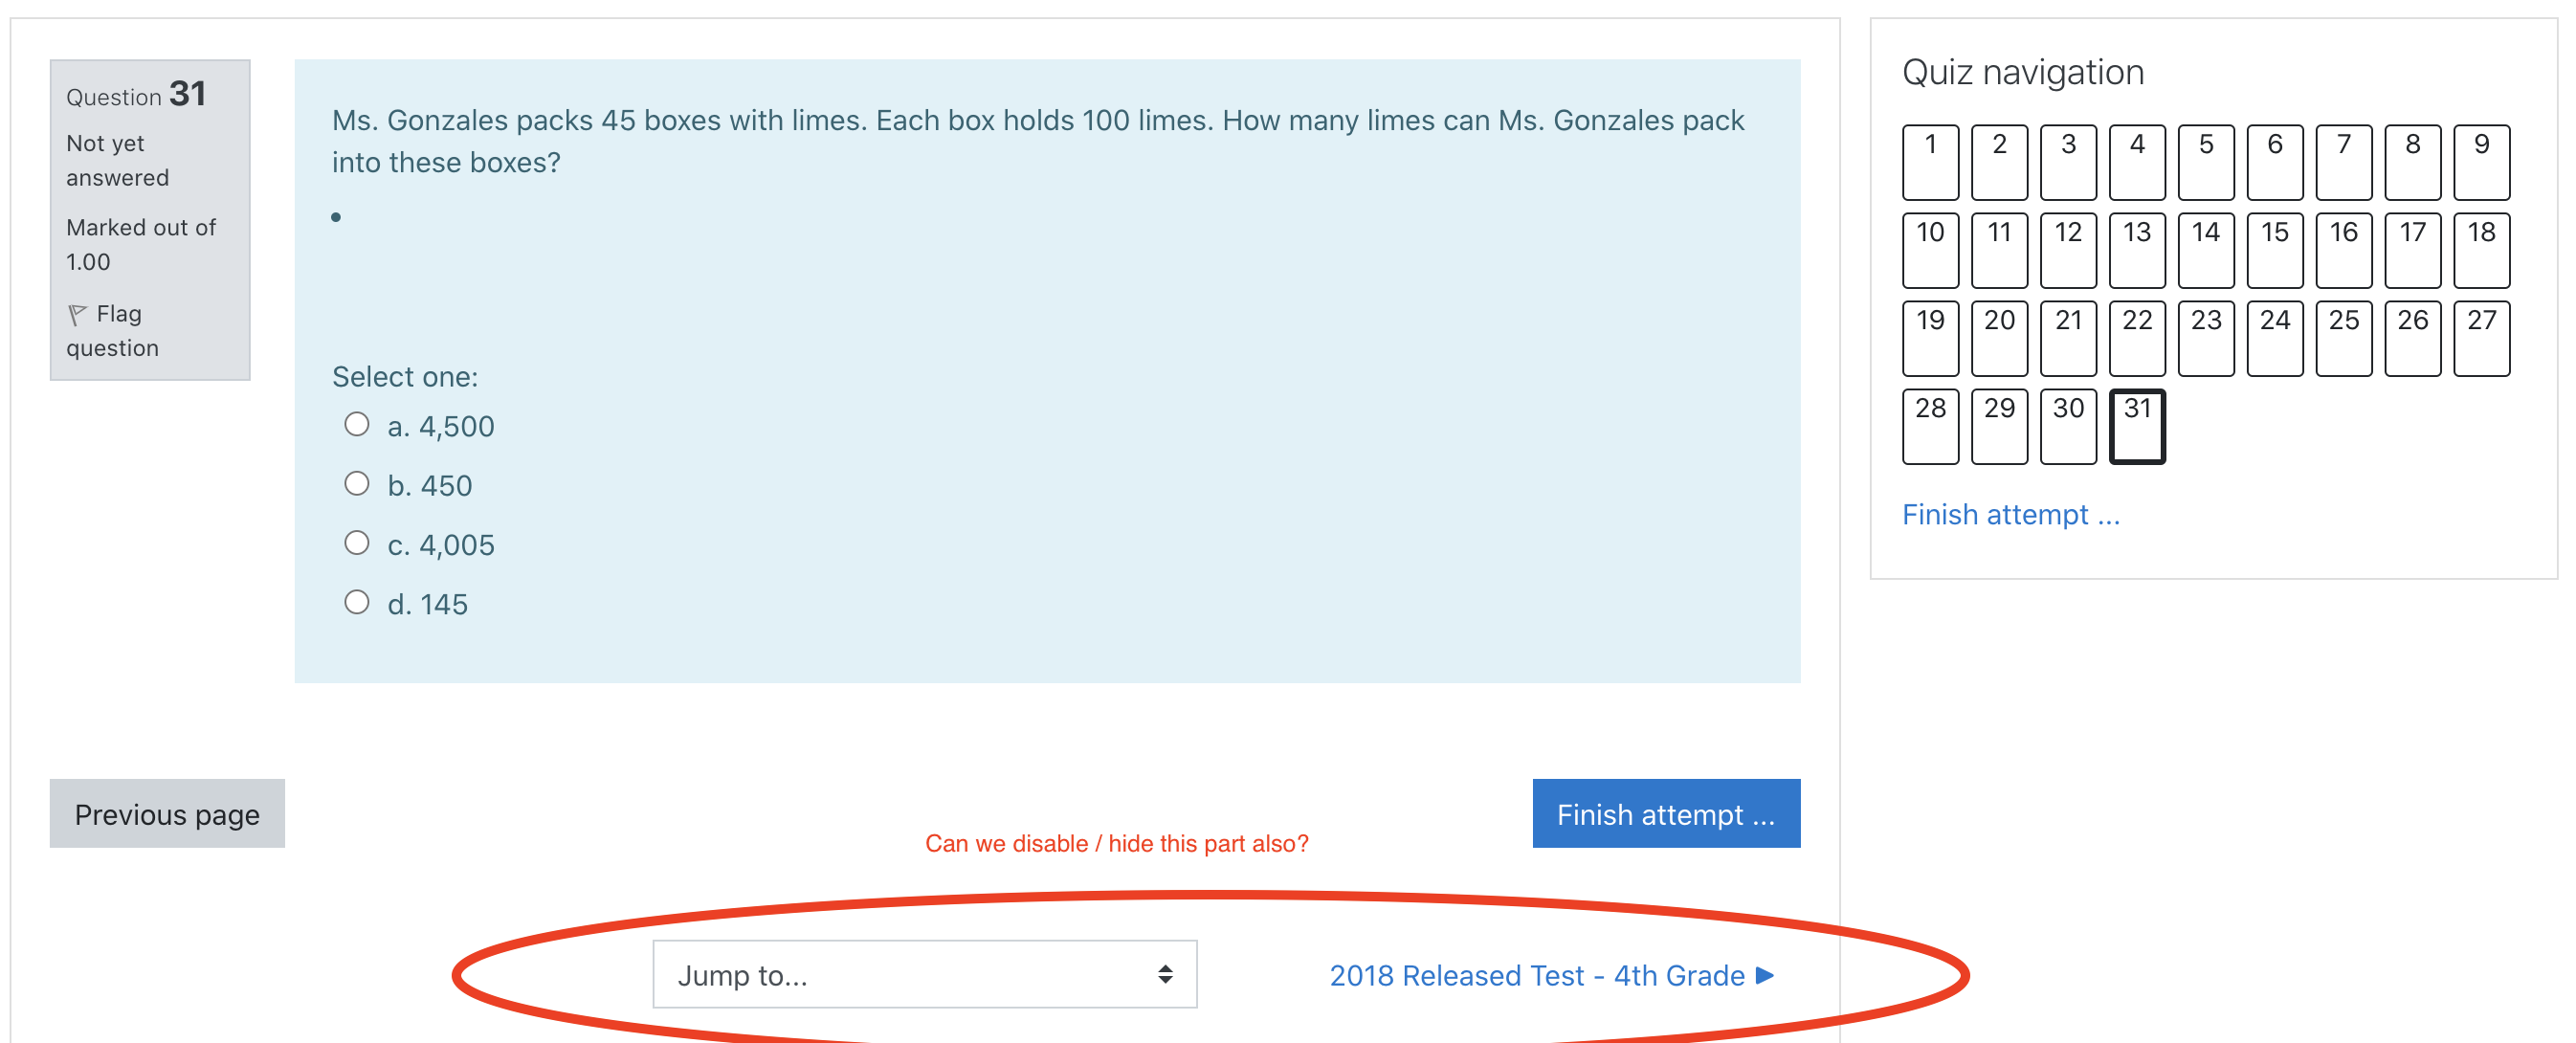 Question 31
Not yet
answered
Marked out of
1.00
Flag
question
Ms. Gonzales packs 45 boxes with limes. Each box holds 100 limes. How many limes can Ms. Gonzales pack
into these boxes?
Select one:
a. 4,500
b. 450
c. 4,005
d. 145
Previous page
Finish attempt ...
Can we disable / hide this part also?
Jump to...
2018 Released Test - 4th Grade ►
Quiz navigation
1 2 3 4 5 6 7 8 9
10 11 12 13 14 15 16 17 18
19 20 21 22 23 24 25 26 27
28 29 30 31
Finish attempt ...